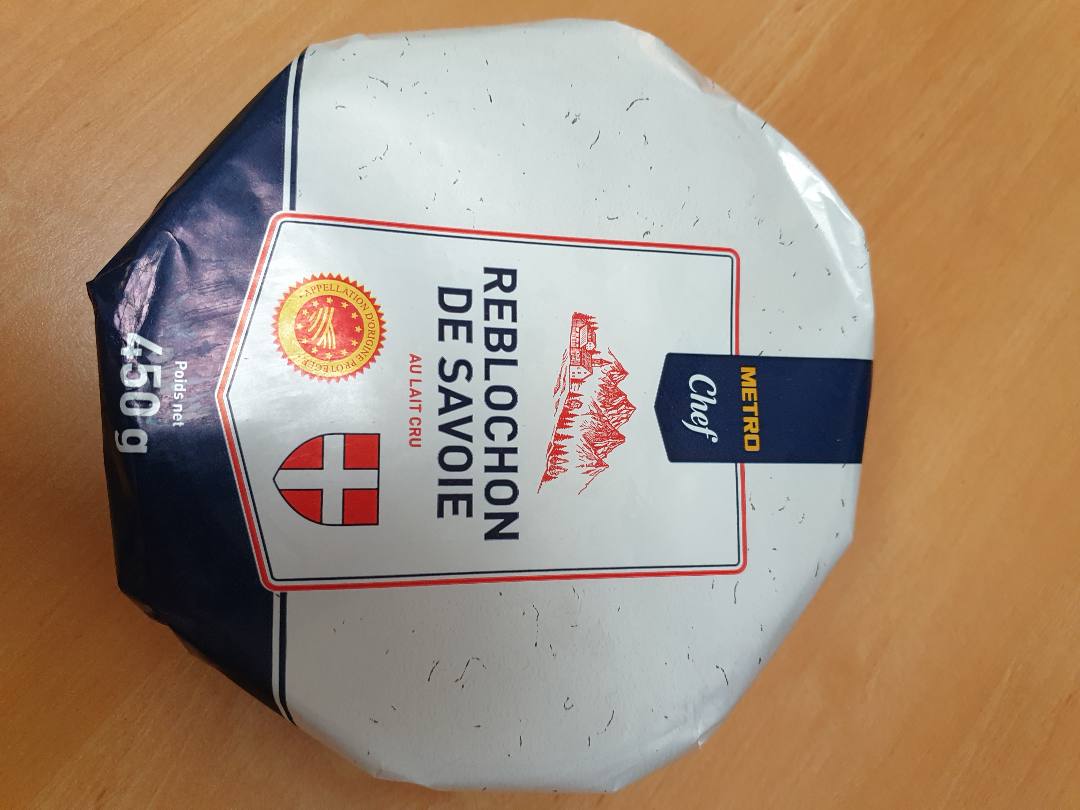 METRO
Chef
REBLOCHON
DE SAVOIE
AU LAIT CRU
APPELLATION D'ORIGINE PROTÉGÉE
Poids net
450 g